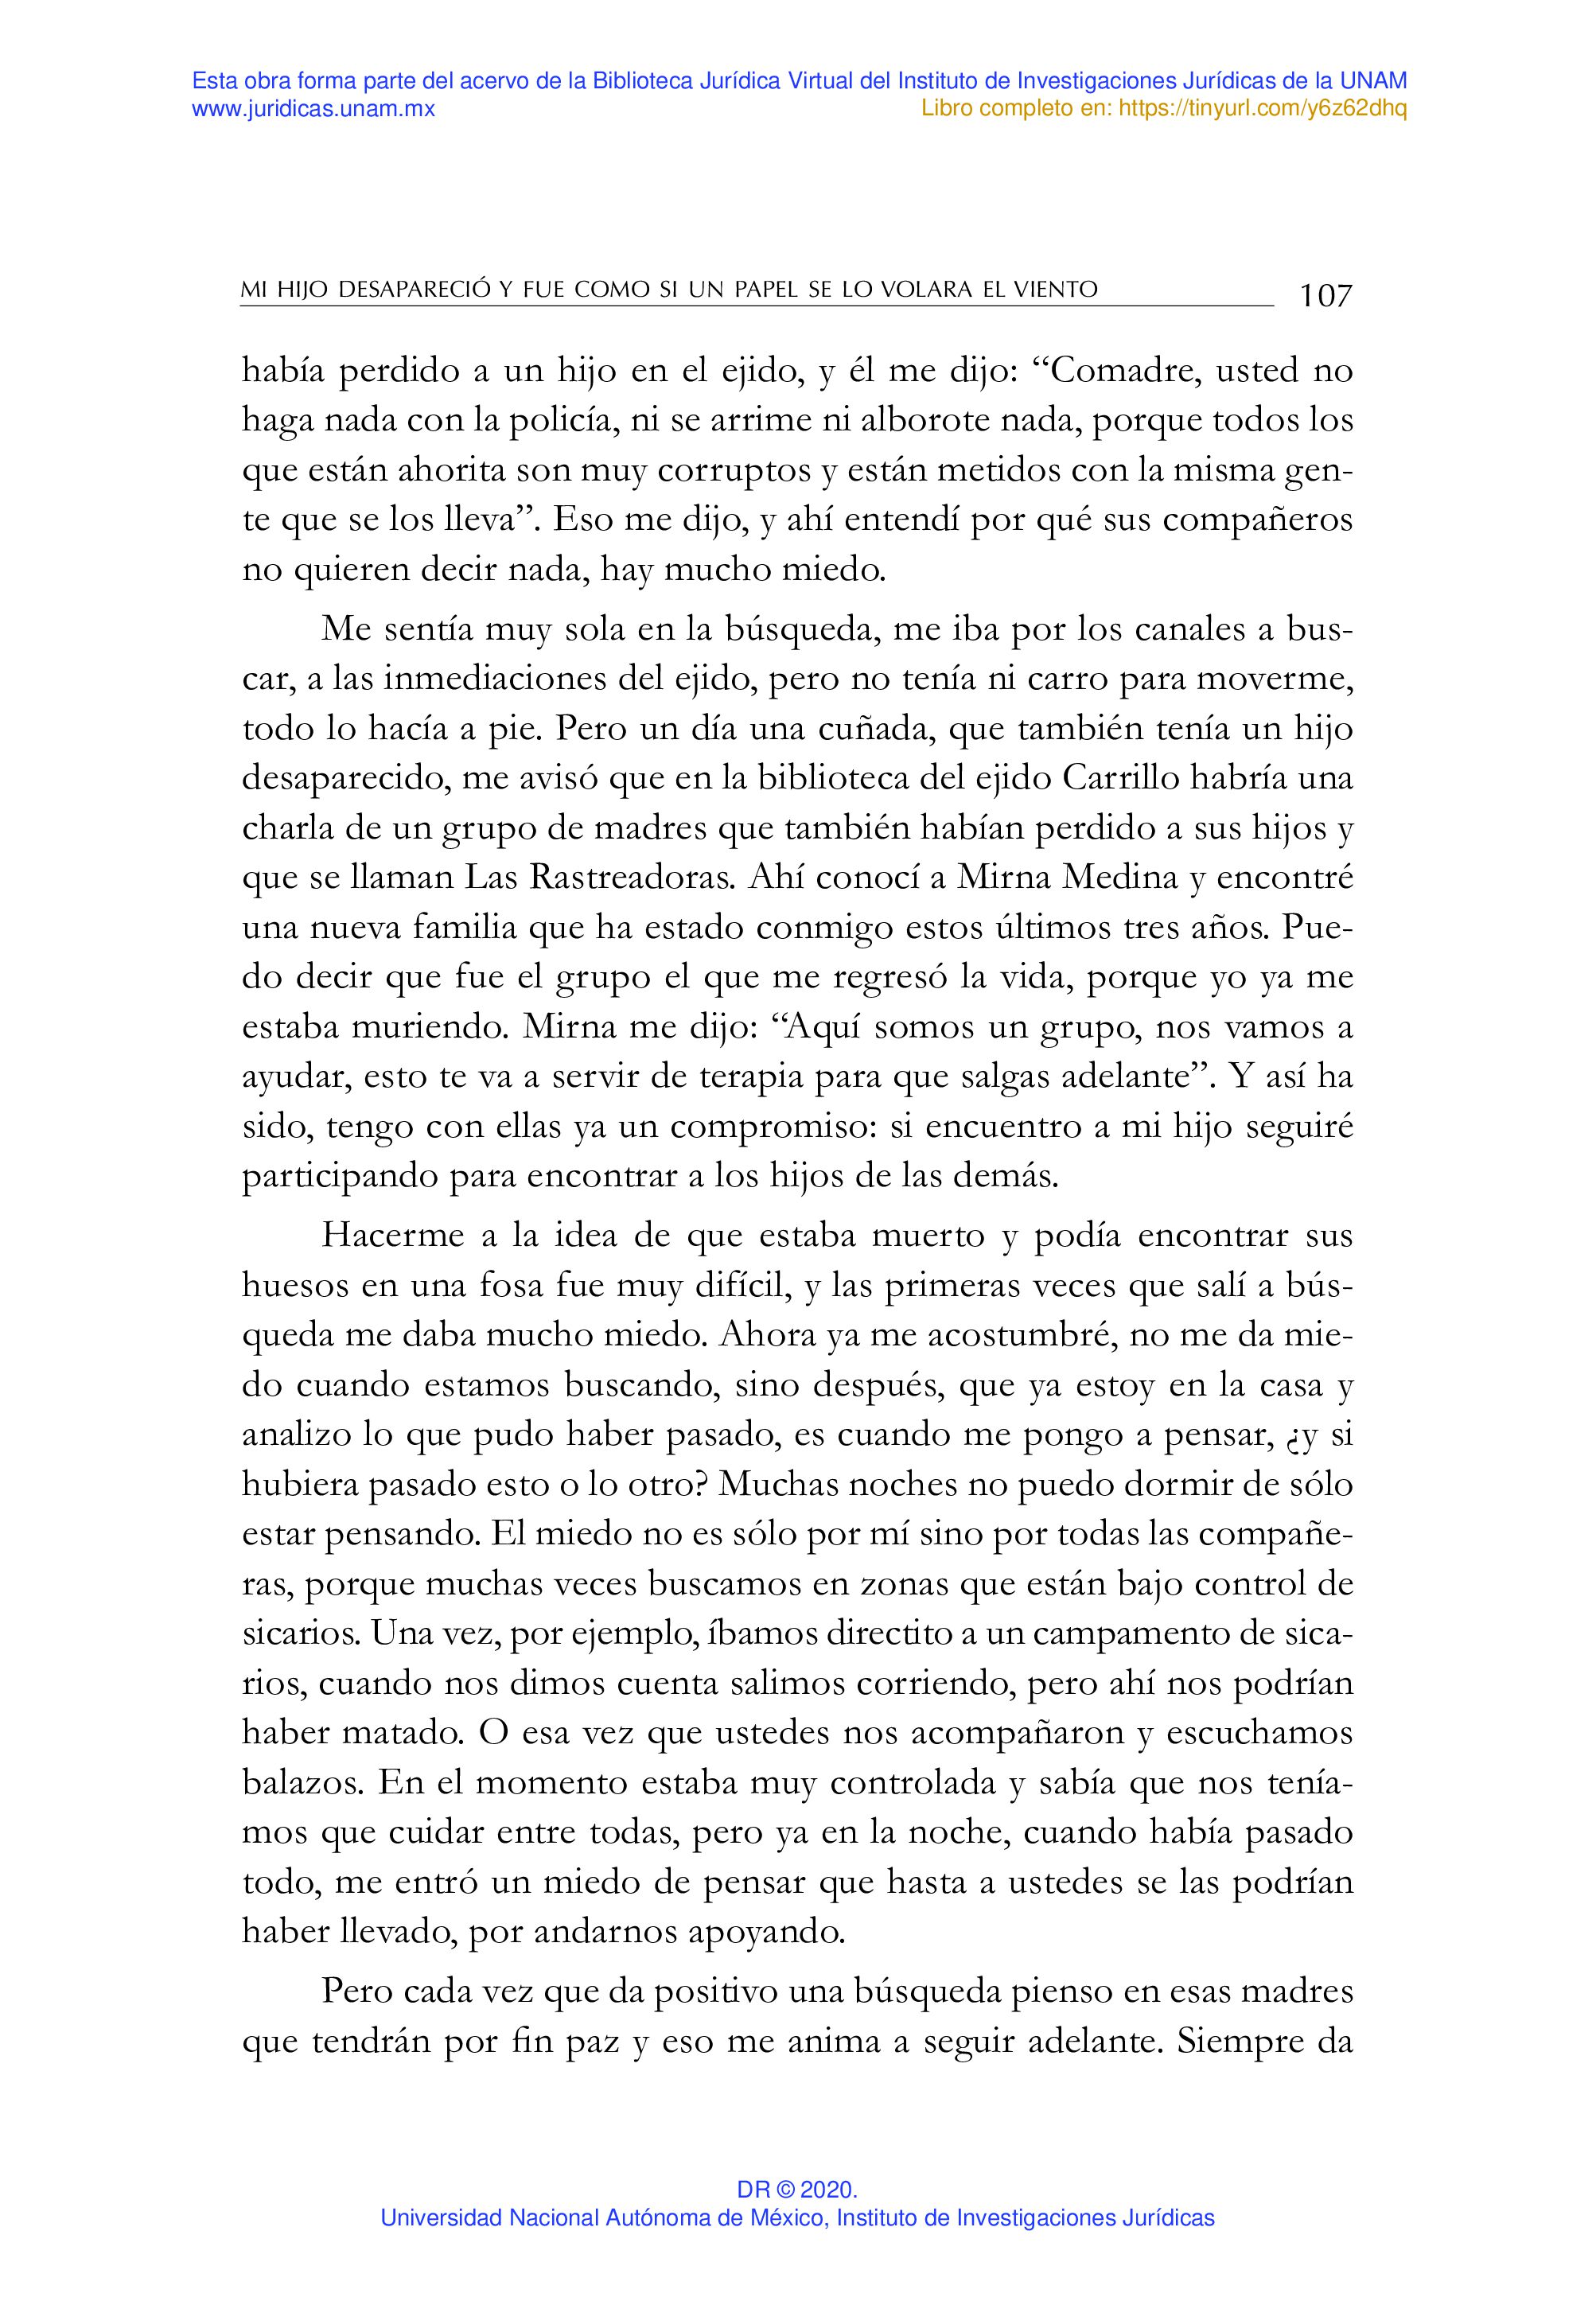 Esta obra forma parte del acervo de la Biblioteca Jurídica Virtual del Instituto de Investigaciones Jurídicas de la UNAM
www.juridicas.unam.mx Libro completo en: https://tinyurl.com/y6z62dhq
MI HIJO DESAPARECIÓ Y FUE COMO SI UN PAPEL SE LO VOLARA EL VIENTO 107
había perdido a un hijo en el ejido, y él me dijo: “Comadre, usted no
haga nada con la policía, ni se arrime ni alborote nada, porque todos los
que están ahorita son muy corruptos y están metidos con la misma gen-
te que se los lleva”. Eso me dijo, y ahí entendí por qué sus compañeros
no quieren decir nada, hay mucho miedo.
Me sentía muy sola en la búsqueda, me iba por los canales a bus-
car, a las inmediaciones del ejido, pero no tenía ni carro para moverme,
todo lo hacía a pie. Pero un día una cuñada, que también tenía un hijo
desaparecido, me avisó que en la biblioteca del ejido Carrillo habría una
charla de un grupo de madres que también habían perdido a sus hijos y
que se llaman Las Rastreadoras. Ahí conocí a Mirna Medina y encontré
una nueva familia que ha estado conmigo estos últimos tres años. Pue-
do decir que fue el grupo el que me regresó la vida, porque yo ya me
estaba muriendo. Mirna me dijo: “Aquí somos un grupo, nos vamos a
ayudar, esto te va a servir de terapia para que salgas adelante”. Y así ha
sido, tengo con ellas ya un compromiso: si encuentro a mi hijo seguiré
participando para encontrar a los hijos de las demás.
Hacerme a la idea de que estaba muerto y podía encontrar sus
huesos en una fosa fue muy difícil, y las primeras veces que salí a bús-
queda me daba mucho miedo. Ahora ya me acostumbré, no me da mie-
do cuando estamos buscando, sino después, que ya estoy en la casa y
analizo lo que pudo haber pasado, es cuando me pongo a pensar, ¿y si
hubiera pasado esto o lo otro? Muchas noches no puedo dormir de sólo
estar pensando. El miedo no es sólo por mí sino por todas las compañe-
ras, porque muchas veces buscamos en zonas que están bajo control de
sicarios. Una vez, por ejemplo, íbamos directito a un campamento de sica-
rios, cuando nos dimos cuenta salimos corriendo, pero ahí nos podrían
haber matado. O esa vez que ustedes nos acompañaron y escuchamos
balazos. En el momento estaba muy controlada y sabía que nos tenía-
mos que cuidar entre todas, pero ya en la noche, cuando había pasado
todo, me entró un miedo de pensar que hasta a ustedes se las podrían
haber llevado, por andarnos apoyando.
Pero cada vez que da positivo una búsqueda pienso en esas madres
que tendrán por fin paz y eso me anima a seguir adelante. Siempre da
DR © 2020.
Universidad Nacional Autónoma de México, Instituto de Investigaciones Jurídicas